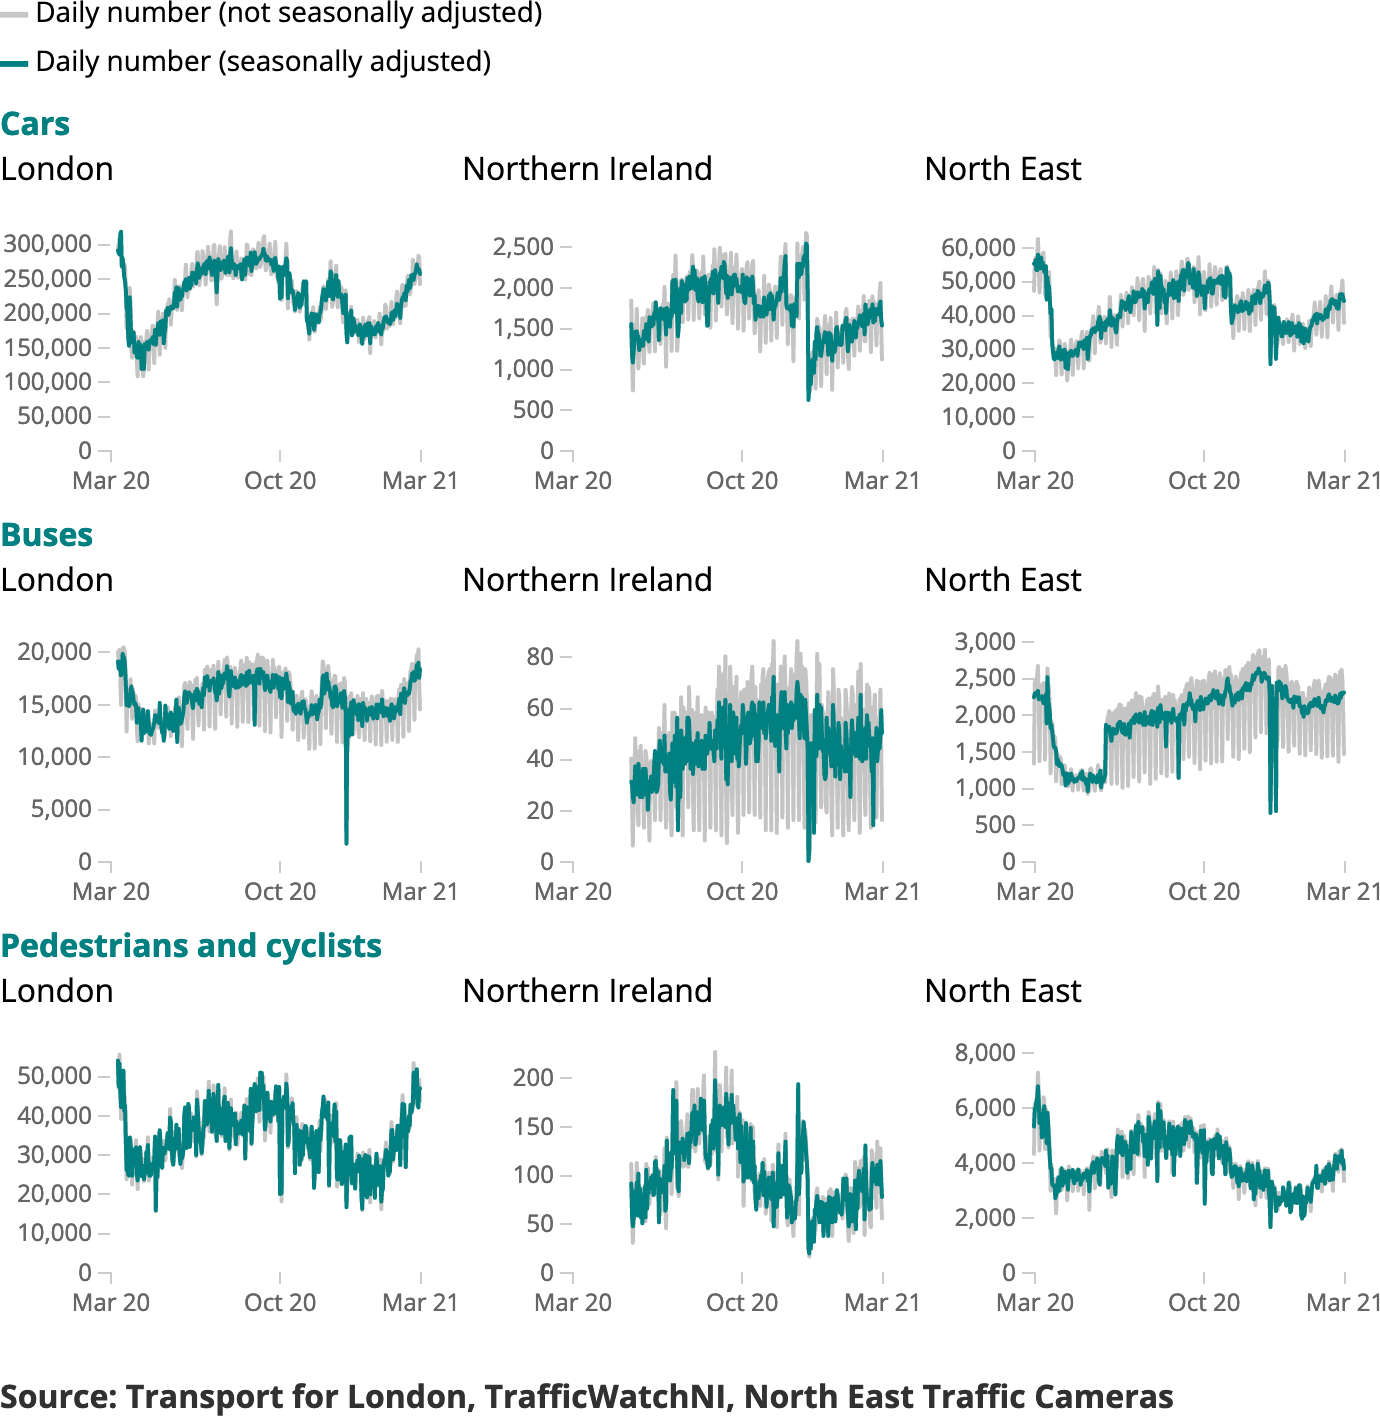 Daily number (not seasonally adjusted)
Daily number (seasonally adjusted)
Cars
London
Northern Ireland
North East
300,000
250,000
200,000
150,000
100,000
50,000
0
Mar 20
Oct 20
Mar 21
2,500
2,000
1,500
1,000
500
0
Mar 20
Oct 20
Mar 21
60,000
50,000
40,000
30,000
20,000
10,000
0
Mar 20
Oct 20
Mar 21
Buses
London
Northern Ireland
North East
20,000
15,000
10,000
5,000
0
Mar 20
Oct 20
Mar 21
80
60
40
20
0
Mar 20
Oct 20
Mar 21
3,000
2,500
2,000
1,500
1,000
500
0
Mar 20
Oct 20
Mar 21
Pedestrians and cyclists
London
Northern Ireland
North East
50,000
40,000
30,000
20,000
10,000
0
Mar 20
Oct 20
Mar 21
200
150
100
50
0
Mar 20
Oct 20
Mar 21
8,000
6,000
4,000
2,000
0
Mar 20
Oct 20
Mar 21
Source: Transport for London, TrafficWatchNI, North East Traffic Cameras